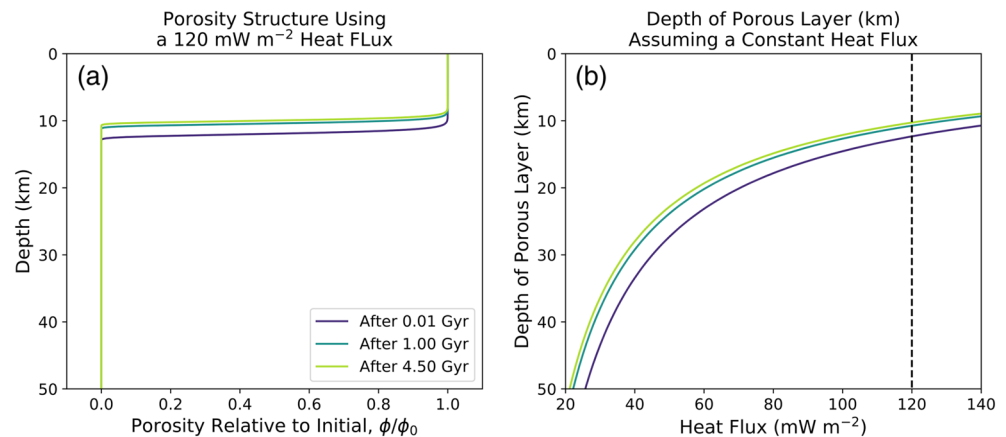 Porosity Structure Using
a 120 mW m⁻² Heat FLux
(a)
0
10
20
30
40
50
Depth (km)
After 0.01 Gyr
After 1.00 Gyr
After 4.50 Gyr
0.0 0.2 0.4 0.6 0.8 1.0
Porosity Relative to Initial, ϕ/ϕ₀
Depth of Porous Layer (km)
Assuming a Constant Heat Flux
(b)
0
10
20
30
40
50
Depth of Porous Layer (km)
20 40 60 80 100 120 140
Heat Flux (mW m⁻²)